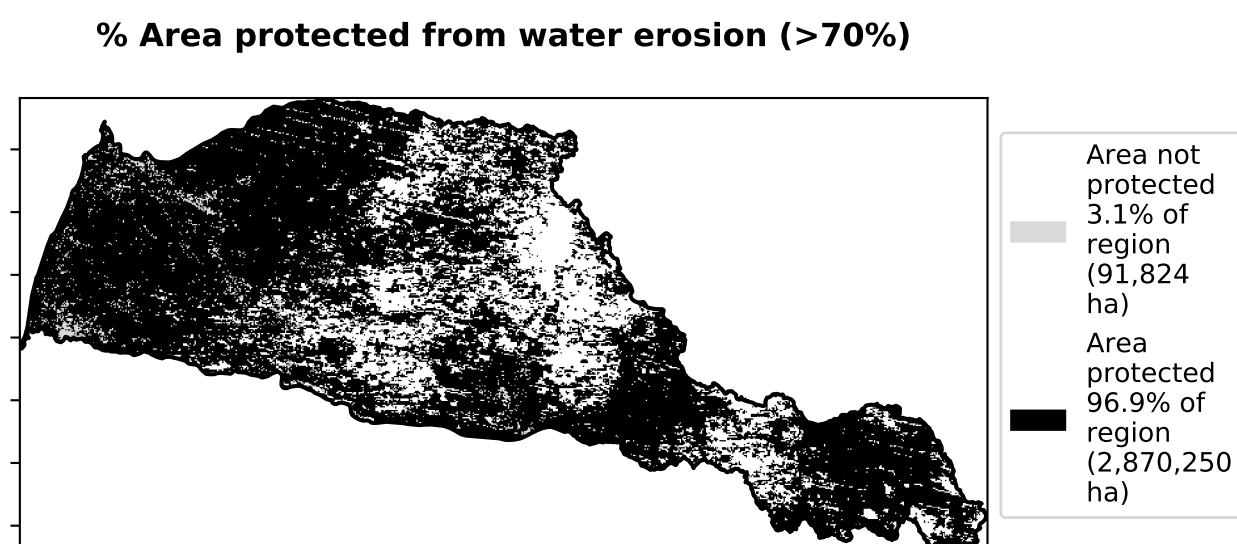 % Area protected from water erosion (>70%)
Area not
protected
3.1% of
region
(91,824
ha)
Area
protected
96.9% of
region
(2,870,250
ha)